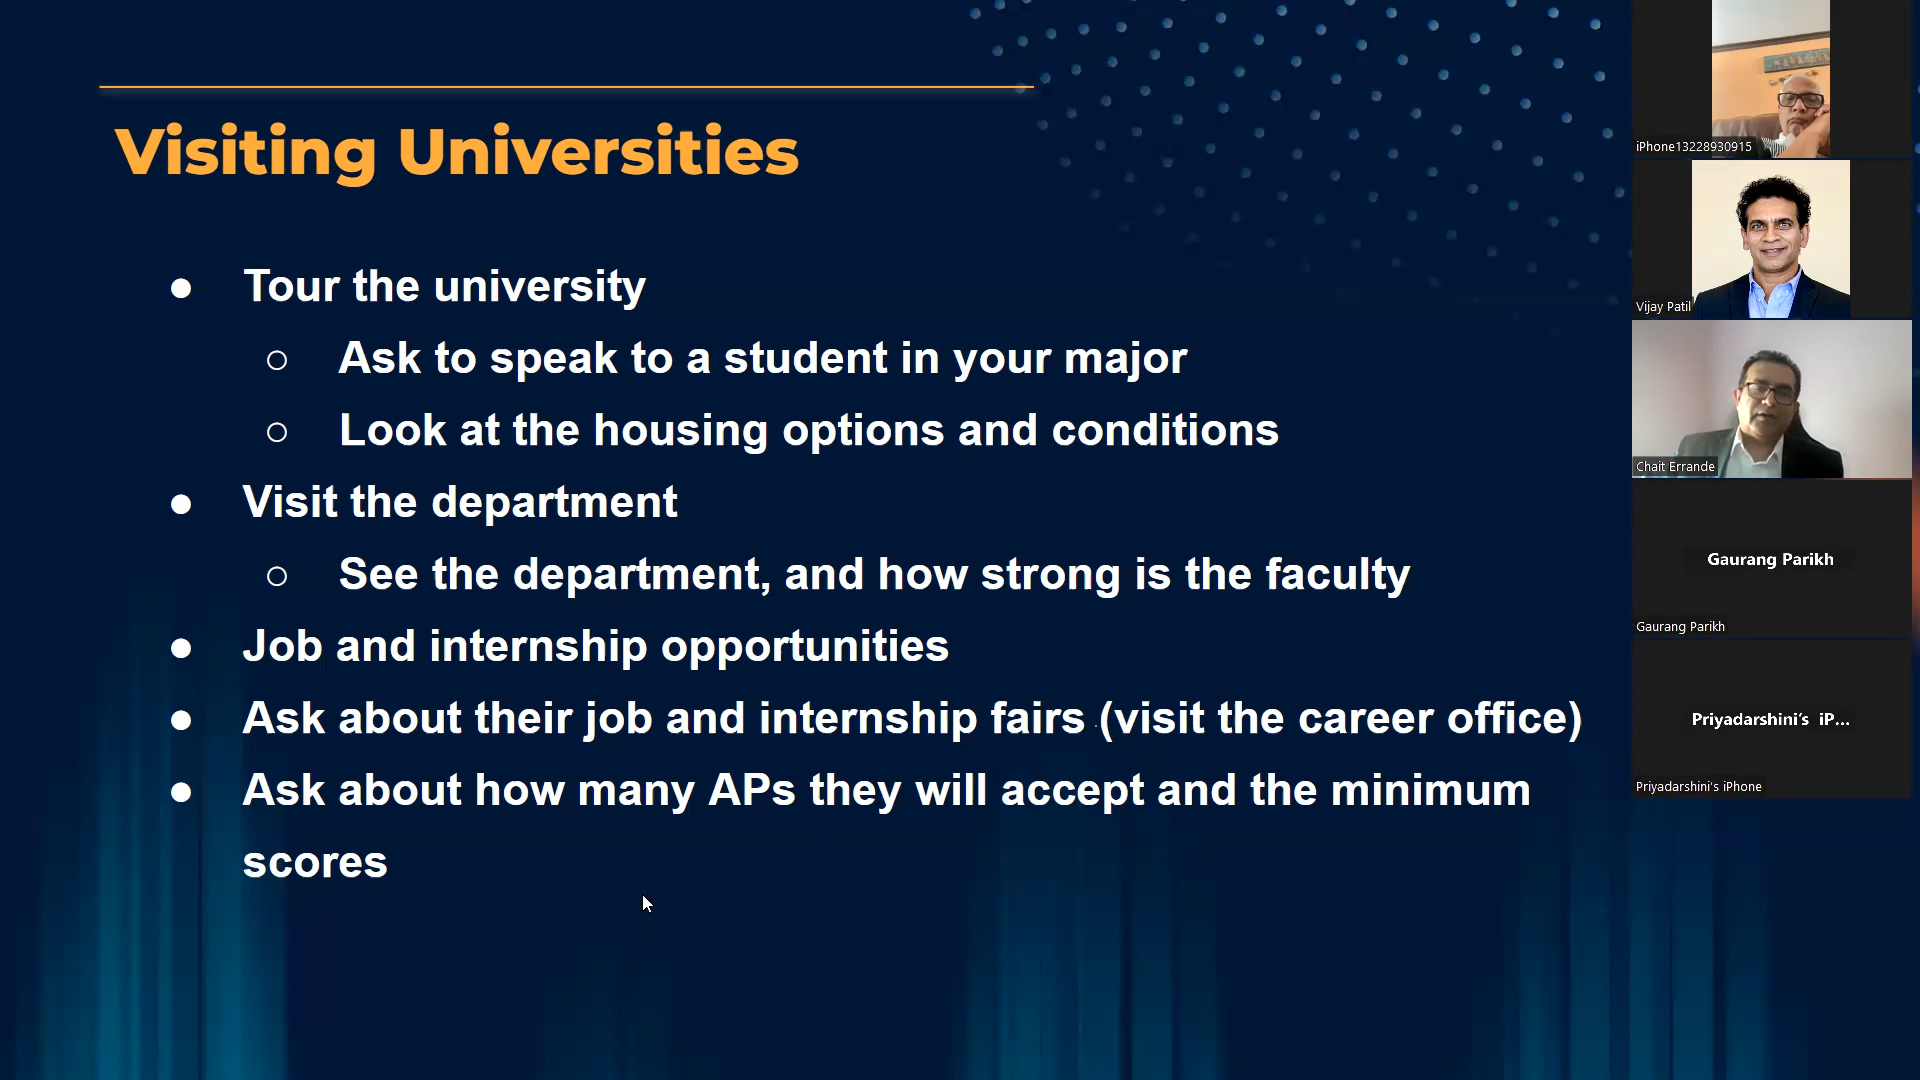 Visiting Universities
● Tour the university
○ Ask to speak to a student in your major
○ Look at the housing options and conditions
● Visit the department
○ See the department, and how strong is the faculty
● Job and internship opportunities
● Ask about their job and internship fairs (visit the career office)
● Ask about how many APs they will accept and the minimum
scores
iPhone13228930915
Vijay Patil
Chait Errande
Gaurang Parikh
Gaurang Parikh
Priyadarshini's iP...
Priyadarshini's iPhone